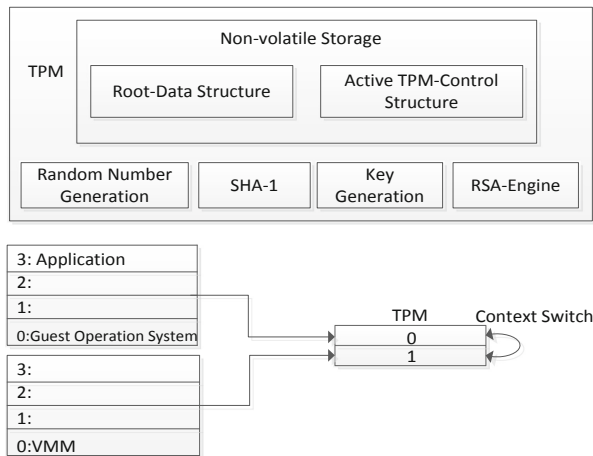 Non-volatile Storage
TPM
Root-Data Structure
Active TPM-Control
Structure
Random Number
Generation
SHA-1
Key
Generation
RSA-Engine
3: Application
2:
1:
0:Guest Operation System
TPM
Context Switch
0
1
3:
2:
1:
0:VMM